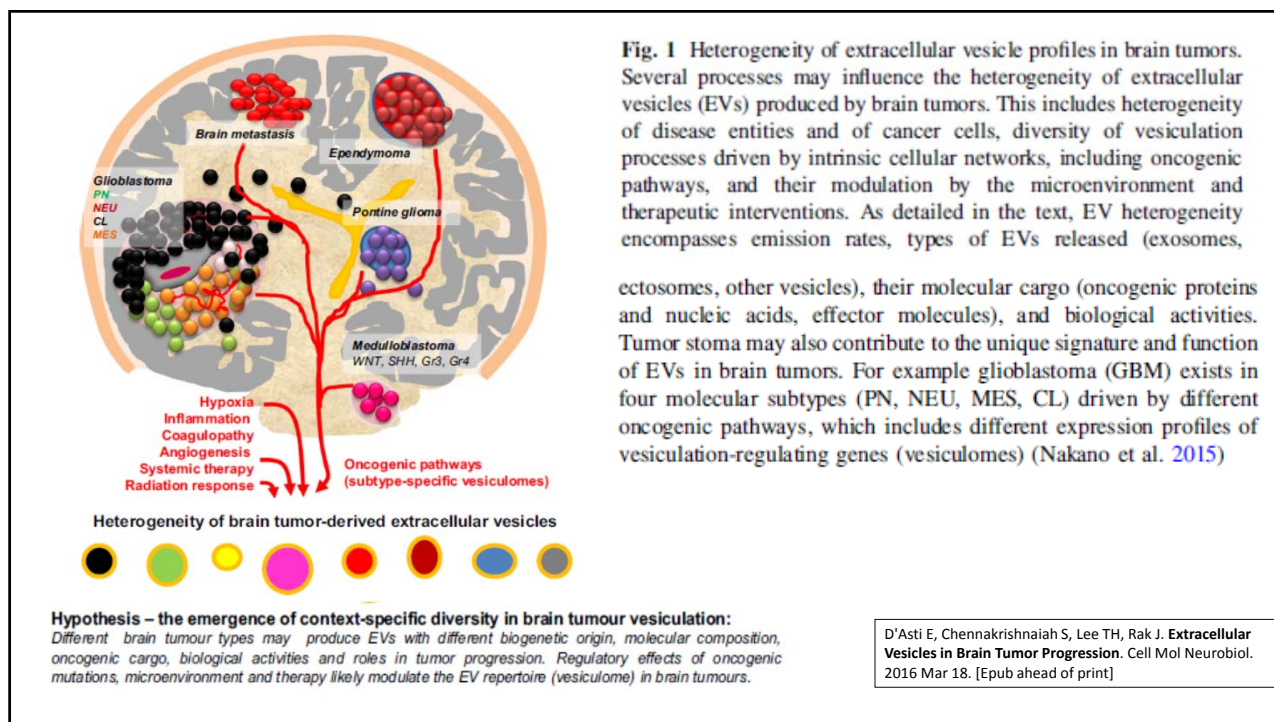 Brain metastasis
Ependymoma
Glioblastoma
PN
NEU
CL
MES
Pontine glioma
Medulloblastoma
WNT, SHH, Gr3, Gr4
Hypoxia
Inflammation
Coagulopathy
Angiogenesis
Systemic therapy
Radiation response
Oncogenic pathways
(subtype-specific vesiculomes)
Heterogeneity of brain tumor-derived extracellular vesicles
Fig. 1 Heterogeneity of extracellular vesicle profiles in brain tumors.
Several processes may influence the heterogeneity of extracellular
vesicles (EVs) produced by brain tumors. This includes heterogeneity
of disease entities and of cancer cells, diversity of vesiculation
processes driven by intrinsic cellular networks, including oncogenic
pathways, and their modulation by the microenvironment and
therapeutic interventions. As detailed in the text, EV heterogeneity
encompasses emission rates, types of EVs released (exosomes,
ectosomes, other vesicles), their molecular cargo (oncogenic proteins
and nucleic acids, effector molecules), and biological activities.
Tumor stoma may also contribute to the unique signature and function
of EVs in brain tumors. For example glioblastoma (GBM) exists in
four molecular subtypes (PN, NEU, MES, CL) driven by different
oncogenic pathways, which includes different expression profiles of
vesiculation-regulating genes (vesiculomes) (Nakano et al. 2015)
Hypothesis – the emergence of context-specific diversity in brain tumour vesiculation:
Different brain tumour types may produce EVs with different biogenetic origin, molecular composition,
oncogenic cargo, biological activities and roles in tumor progression. Regulatory effects of oncogenic
mutations, microenvironment and therapy likely modulate the EV repertoire (vesiculome) in brain tumours.
D'Asti E, Chennakrishnaiah S, Lee TH, Rak J. Extracellular
Vesicles in Brain Tumor Progression. Cell Mol Neurobiol.
2016 Mar 18. [Epub ahead of print]